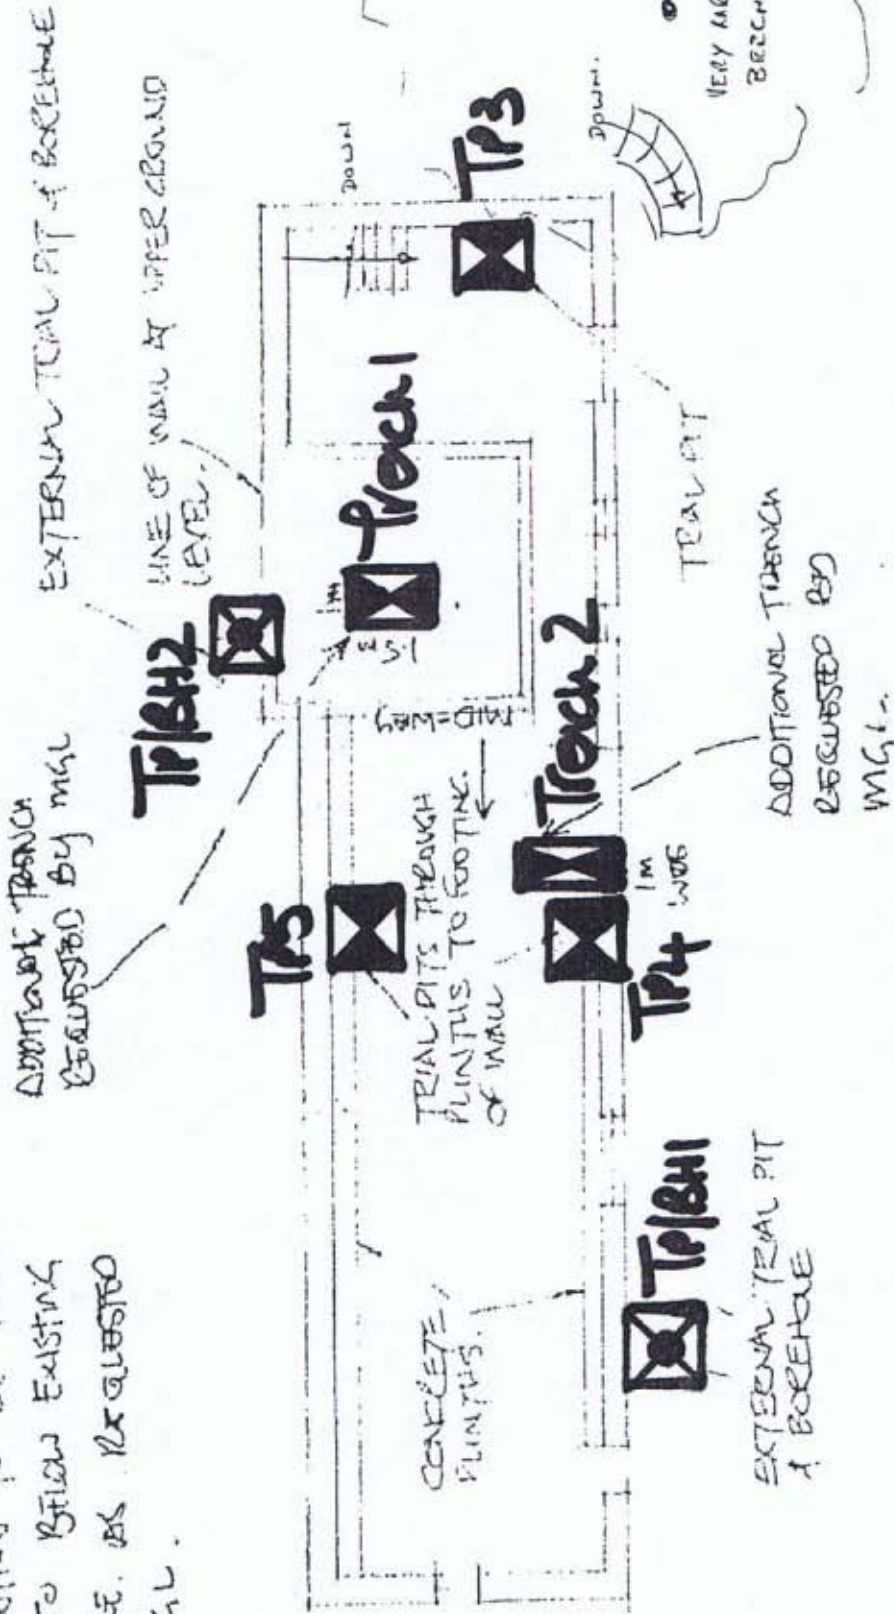 TO BELOW EXISTING
AS REQUESTED
ADDITIONAL TRENCH
REQUESTED BY MGL
EXTERNAL TRIAL PIT & BOREHOLE
LINE OF WALL AT UPPER GROUND
LEVEL.
TP/BH2
TP5
Trench 1
1.5m
MID-WAY
DOWN
TP3
DOWN.
VERY HARD
TRIAL PITS THROUGH
PLINTHS TO FOOTING.
OF WALL
Trench 2
TP4
1M
WIDE
TRIAL PIT
ADDITIONAL TRENCH
REQUESTED BY
MGL.
CONCRETE
PLINTHS.
TP/BH1
EXTERNAL TRIAL PIT
& BOREHOLE